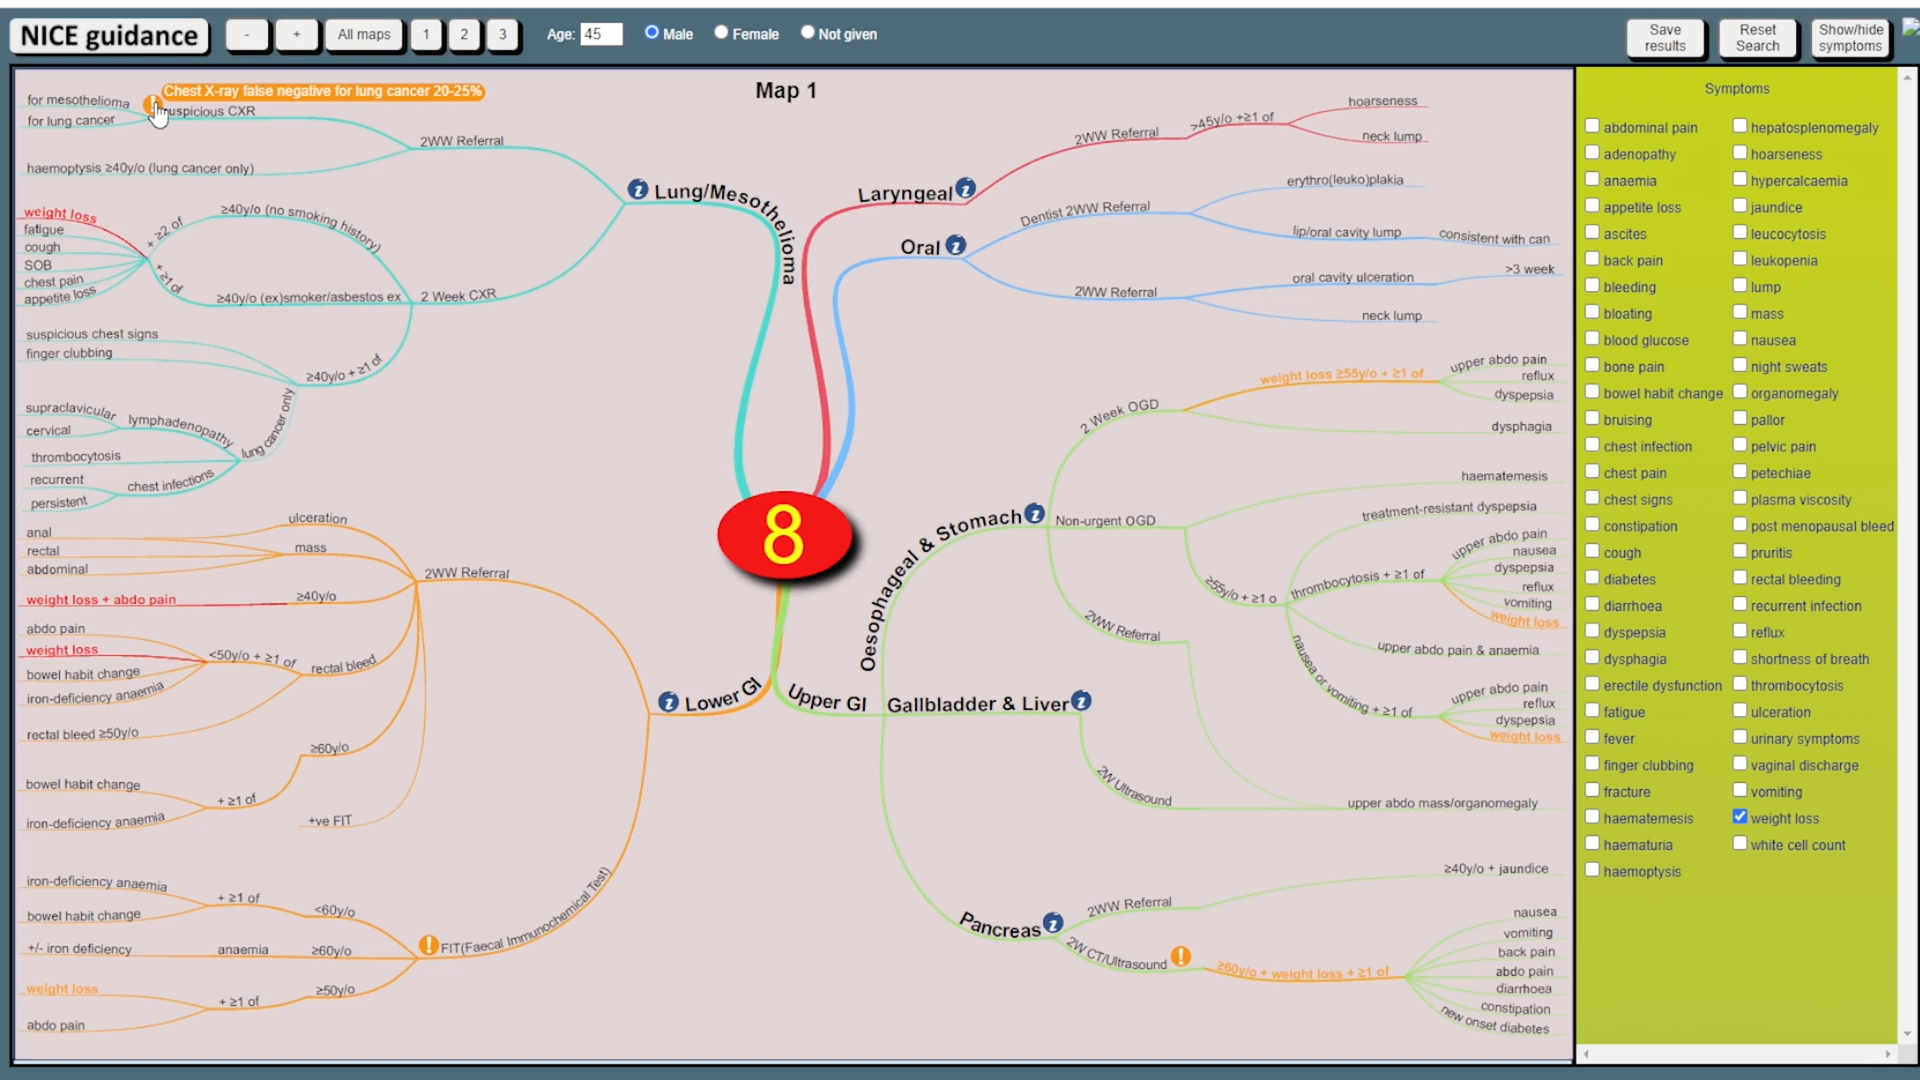 NICE guidance
-
+
All maps
1
2
3
Age: 45
Male
Female
Not given
Save results
Reset Search
Show/hide symptoms
Map 1
Chest X-ray false negative for lung cancer 20-25%
for mesothelioma
for lung cancer
uspicious CXR
2WW Referral
haemoptysis ≥40y/o (lung cancer only)
Lung/Mesothelioma
weight loss
fatigue
cough
SOB
chest pain
appetite loss
+ ≥2 of
≥40y/o (no smoking history)
+ ≥1of
≥40y/o (ex)smoker/asbestos ex
2 Week CXR
suspicious chest signs
finger clubbing
≥40y/o + ≥1 of
lung cancer only
supraclavicular
cervical
lymphadenopathy
thrombocytosis
recurrent
persistent
chest infections
Laryngeal
2WW Referral
>45y/o +≥1 of
hoarseness
neck lump
Oral
Dentist 2WW Referral
erythro(leuko)plakia
lip/oral cavity lump
consistent with can
2WW Referral
oral cavity ulceration
>3 week
neck lump
8
anal
rectal
abdominal
ulceration
mass
2WW Referral
weight loss + abdo pain
≥40y/o
abdo pain
weight loss
bowel habit change
iron-deficiency anaemia
<50y/o + ≥1 of
rectal bleed
rectal bleed ≥50y/o
≥60y/o
bowel habit change
iron-deficiency anaemia
+ ≥1 of
+ve FIT
Lower GI
iron-deficiency anaemia
bowel habit change
+ ≥1 of
<60y/o
+/- iron deficiency
anaemia
≥60y/o
FIT(Faecal Immunochemical Test)
weight loss
abdo pain
+ ≥1 of
≥50y/o
Upper GI
Oesophageal & Stomach
2 Week OGD
weight loss ≥55y/o + ≥1 of
upper abdo pain
reflux
dyspepsia
dysphagia
Non-urgent OGD
haematemesis
treatment-resistant dyspepsia
≥55y/o + ≥1 o
thrombocytosis + ≥1 of
upper abdo pain
nausea
dyspepsia
reflux
vomiting
weight loss
upper abdo pain & anaemia
nausea or vomiting + ≥1 of
upper abdo pain
reflux
dyspepsia
weight loss
2WW Referral
Gallbladder & Liver
2W Ultrasound
upper abdo mass/organomegaly
Pancreas
2WW Referral
≥40y/o + jaundice
2W CT/Ultrasound
≥60y/o + weight loss + ≥1 of
nausea
vomiting
back pain
abdo pain
diarrhoea
constipation
new onset diabetes
Symptoms
abdominal pain
adenopathy
anaemia
appetite loss
ascites
back pain
bleeding
bloating
blood glucose
bone pain
bowel habit change
bruising
chest infection
chest pain
chest signs
constipation
cough
diabetes
diarrhoea
dyspepsia
dysphagia
erectile dysfunction
fatigue
fever
finger clubbing
fracture
haematemesis
haematuria
haemoptysis
hepatosplenomegaly
hoarseness
hypercalcaemia
jaundice
leucocytosis
leukopenia
lump
mass
nausea
night sweats
organomegaly
pallor
pelvic pain
petechiae
plasma viscosity
post menopausal bleed
pruritis
rectal bleeding
recurrent infection
reflux
shortness of breath
thrombocytosis
ulceration
urinary symptoms
vaginal discharge
vomiting
weight loss
white cell count